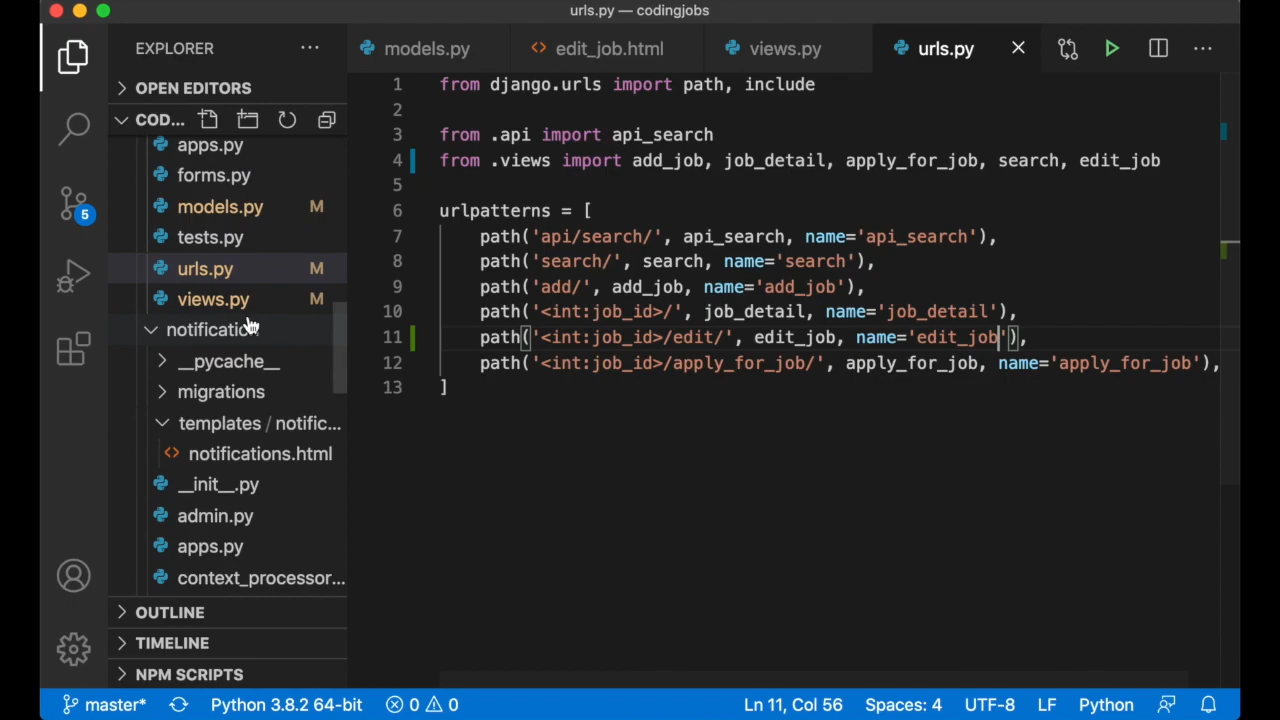 urls.py — codingjobs
EXPLORER
models.py
edit_job.html
views.py
urls.py
OPEN EDITORS
COD...
apps.py
forms.py
models.py M
tests.py
urls.py M
views.py M
notification
__pycache__
migrations
templates / notific...
notifications.html
__init__.py
admin.py
apps.py
context_processor...
OUTLINE
TIMELINE
NPM SCRIPTS
5
1 from django.urls import path, include
2
3 from .api import api_search
4 from .views import add_job, job_detail, apply_for_job, search, edit_job
5
6 urlpatterns = [
7 path('api/search/', api_search, name='api_search'),
8 path('search/', search, name='search'),
9 path('add/', add_job, name='add_job'),
10 path('<int:job_id>/', job_detail, name='job_detail'),
11 path('<int:job_id>/edit/', edit_job, name='edit_job'),
12 path('<int:job_id>/apply_for_job/', apply_for_job, name='apply_for_job'),
13 ]
master* Python 3.8.2 64-bit 0 0 Ln 11, Col 56 Spaces: 4 UTF-8 LF Python